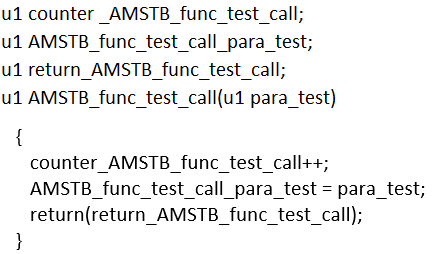 u1 counter _AMSTB_func_test_call;
u1 AMSTB_func_test_call_para_test;
u1 return_AMSTB_func_test_call;
u1 AMSTB_func_test_call(u1 para_test)
{
counter_AMSTB_func_test_call++;
AMSTB_func_test_call_para_test = para_test;
return(return_AMSTB_func_test_call);
}